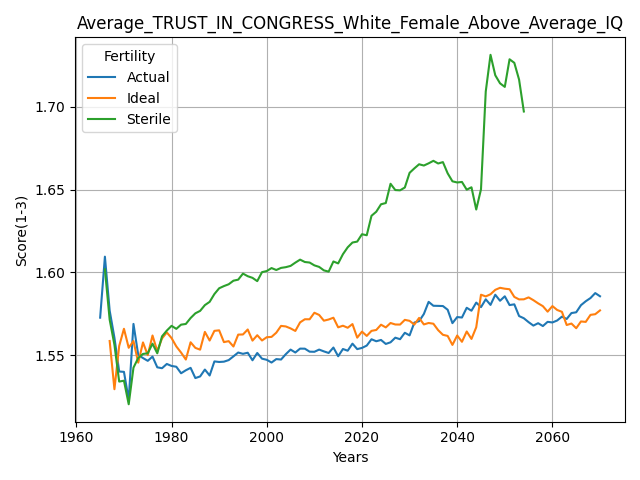 Average_TRUST_IN_CONGRESS_White_Female_Above_Average_IQ
Fertility
Actual
Ideal
Sterile
Score(1-3)
1.70
1.65
1.60
1.55
1960
1980
2000
2020
2040
2060
Years